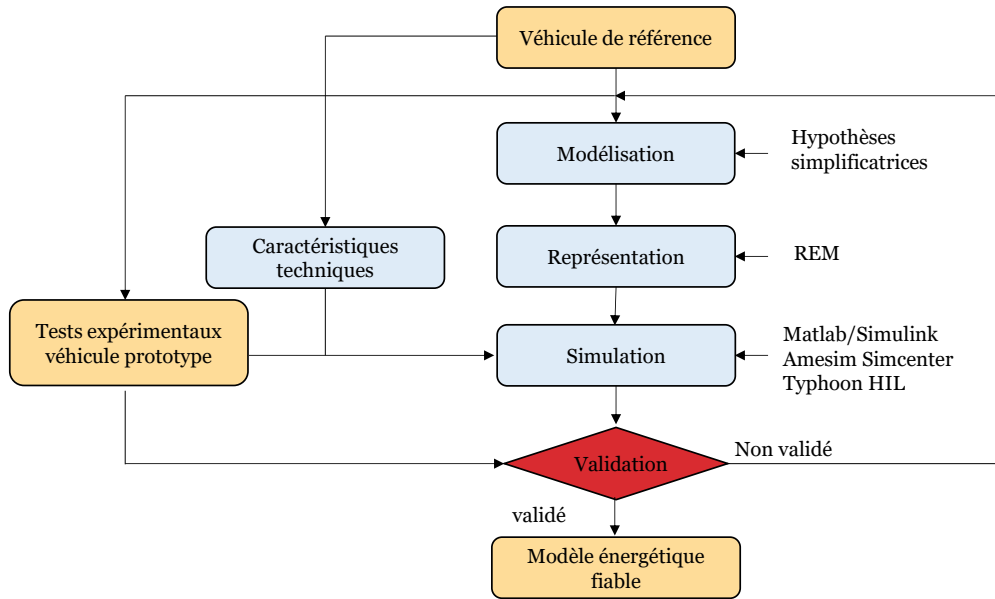 Véhicule de référence
Modélisation
Hypothèses
simplificatrices
Caractéristiques
techniques
Représentation
REM
Tests expérimentaux
véhicule prototype
Simulation
Matlab/Simulink
Amesim Simcenter
Typhoon HIL
Validation
Non validé
validé
Modèle énergétique
fiable